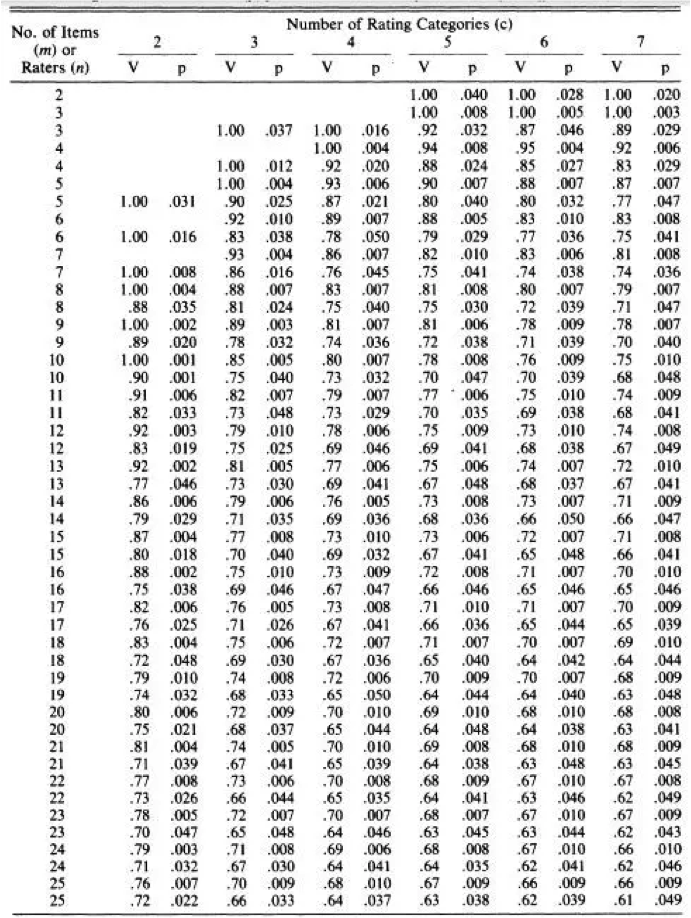 Number of Rating Categories (c)
No. of Items
(m) or
Raters (n)
2 3 4 5 6 7
V p V p V p V p V p V p
2 1.00 .040 1.00 .028 1.00 .020
3 1.00 .008 1.00 .005 1.00 .003
3 1.00 .037 1.00 .016 .92 .032 .87 .046 .89 .029
4 1.00 .004 .94 .008 .95 .004 .92 .006
4 1.00 .012 .92 .020 .88 .024 .85 .027 .83 .029
5 1.00 .004 .93 .006 .90 .007 .88 .007 .87 .007
5 1.00 .031 .90 .025 .87 .021 .80 .040 .80 .032 .77 .047
6 .92 .010 .89 .007 .88 .005 .83 .010 .83 .008
6 1.00 .016 .83 .038 .78 .050 .79 .029 .77 .036 .75 .041
7 .93 .004 .86 .007 .82 .010 .83 .006 .81 .008
7 1.00 .008 .86 .016 .76 .045 .75 .041 .74 .038 .74 .036
8 1.00 .004 .88 .007 .83 .007 .81 .008 .80 .007 .79 .007
8 .88 .035 .81 .024 .75 .040 .75 .030 .72 .039 .71 .047
9 1.00 .002 .89 .003 .81 .007 .81 .006 .78 .009 .78 .007
9 .89 .020 .78 .032 .74 .036 .72 .038 .71 .039 .70 .040
10 1.00 .001 .85 .005 .80 .007 .78 .008 .76 .009 .75 .010
10 .90 .001 .75 .040 .73 .032 .70 .047 .70 .039 .68 .048
11 .91 .006 .82 .007 .79 .007 .77 .006 .75 .010 .74 .009
11 .82 .033 .73 .048 .73 .029 .70 .035 .69 .038 .68 .041
12 .92 .003 .79 .010 .78 .006 .75 .009 .73 .010 .74 .008
12 .83 .019 .75 .025 .69 .046 .69 .041 .68 .038 .67 .049
13 .92 .002 .81 .005 .77 .006 .75 .006 .74 .007 .72 .010
13 .77 .046 .73 .030 .69 .041 .67 .048 .68 .037 .67 .041
14 .86 .006 .79 .006 .76 .005 .73 .008 .73 .007 .71 .009
14 .79 .029 .71 .035 .69 .036 .68 .036 .66 .050 .66 .047
15 .87 .004 .77 .008 .73 .010 .73 .006 .72 .007 .71 .008
15 .80 .018 .70 .040 .69 .032 .67 .041 .65 .048 .66 .041
16 .88 .002 .75 .010 .73 .009 .72 .008 .71 .007 .70 .010
16 .75 .038 .69 .046 .67 .047 .66 .046 .65 .046 .65 .046
17 .82 .006 .76 .005 .73 .008 .71 .010 .71 .007 .70 .009
17 .76 .025 .71 .026 .67 .041 .66 .036 .65 .044 .65 .039
18 .83 .004 .75 .006 .72 .007 .71 .007 .70 .007 .69 .010
18 .72 .048 .69 .030 .67 .036 .65 .040 .64 .042 .64 .044
19 .79 .010 .74 .008 .72 .006 .70 .009 .70 .007 .68 .009
19 .74 .032 .68 .033 .65 .050 .64 .044 .64 .040 .63 .048
20 .80 .006 .72 .009 .70 .010 .69 .010 .68 .010 .68 .008
20 .75 .021 .68 .037 .65 .044 .64 .048 .64 .038 .63 .041
21 .81 .004 .74 .005 .70 .010 .69 .008 .68 .010 .68 .009
21 .71 .039 .67 .041 .65 .039 .64 .038 .63 .048 .63 .045
22 .77 .008 .73 .006 .70 .008 .68 .009 .67 .010 .67 .008
22 .73 .026 .66 .044 .65 .035 .64 .041 .63 .046 .62 .049
23 .78 .005 .72 .007 .70 .007 .68 .007 .67 .010 .67 .009
23 .70 .047 .65 .048 .64 .046 .63 .045 .63 .044 .62 .043
24 .79 .003 .71 .008 .69 .006 .68 .008 .67 .010 .66 .010
24 .71 .032 .67 .030 .64 .041 .64 .035 .62 .041 .62 .046
25 .76 .007 .70 .009 .68 .010 .67 .009 .66 .009 .66 .009
25 .72 .022 .66 .033 .64 .037 .63 .038 .62 .039 .61 .049